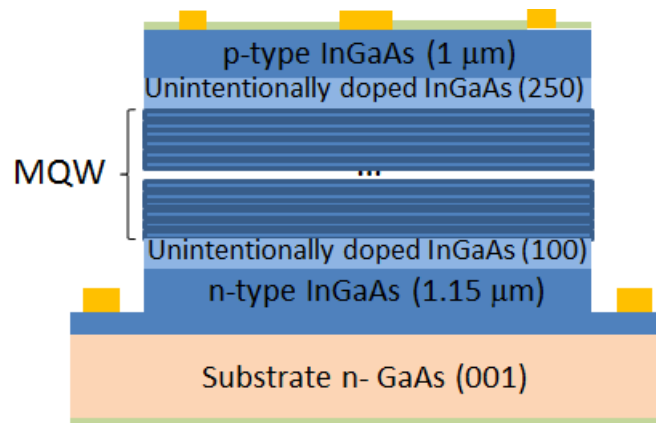 p-type InGaAs (1 μm)
Unintentionally doped InGaAs (250)
MQW
...
Unintentionally doped InGaAs (100)
n-type InGaAs (1.15 μm)
Substrate n- GaAs (001)